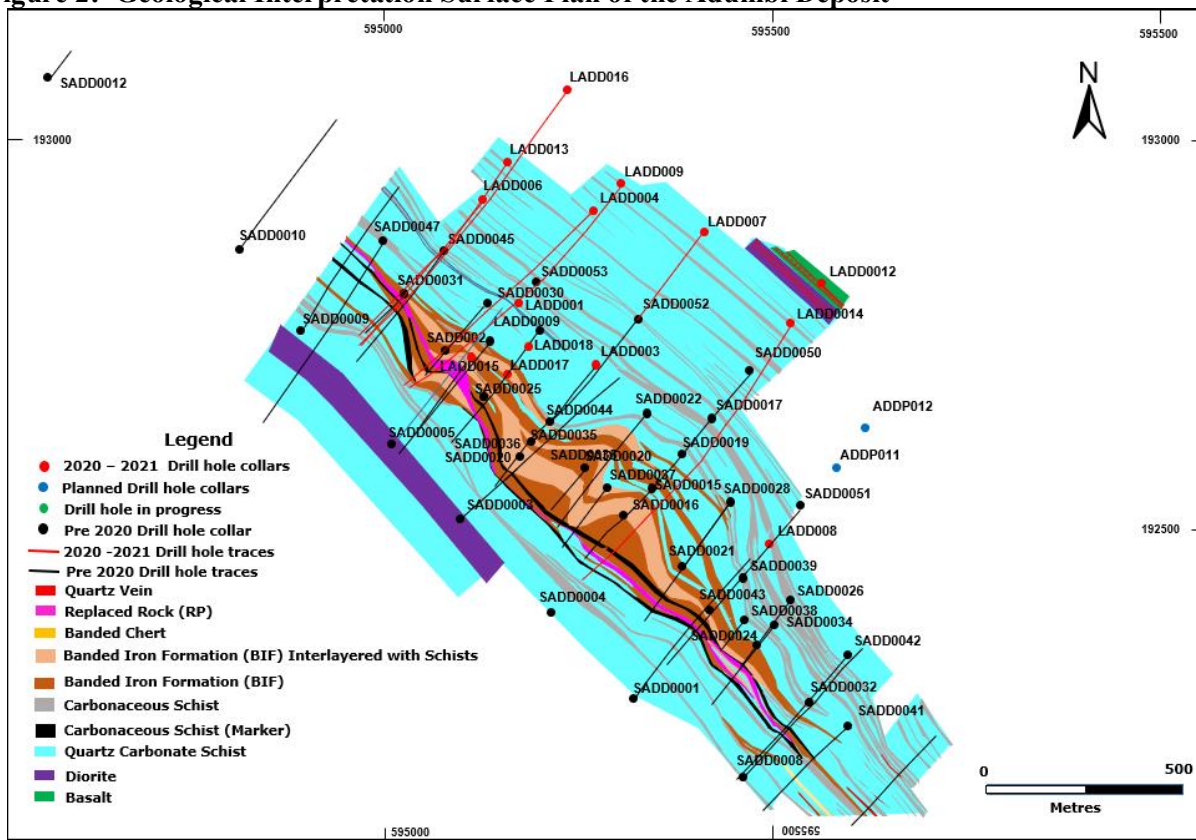 Figure 2: Geological Interpretation Surface Plan of the Adumbi Deposit
595000
595500
595500
SADD0012
LADD016
N
193000
193000
LADD013
LADD009
LADD006
LADD004
SADD0047
LADD007
SADD0010
SADD0045
SADD0053
LADD0012
SADD0031
SADD0030
LADD001
SADD0052
LADD0014
SADD0009
LADD0009
SADD002
LADD018
LADD003
SADD0050
LADD015
LADD017
SADD0025
SADD0044
SADD0022
SADD0017
ADDP012
Legend
SADD0005
SADD0036
SADD0035
SADD0019
SADD0020
SADD0020
ADDP011
2020 – 2021 Drill hole collars
Planned Drill hole collars
SADD0037
SADD0015
SADD0028
SADD0051
Drill hole in progress
SADD0003
SADD0016
Pre 2020 Drill hole collar
192500
LADD008
2020 -2021 Drill hole traces
SADD0021
Pre 2020 Drill hole traces
SADD0039
Quartz Vein
SADD0026
Replaced Rock (RP)
SADD0004
SADD0043
SADD0038
SADD0034
Banded Chert
SADD0024
SADD0042
Banded Iron Formation (BIF) Interlayered with Schists
Banded Iron Formation (BIF)
SADD0001
SADD0032
Carbonaceous Schist
SADD0041
Carbonaceous Schist (Marker)
Quartz Carbonate Schist
SADD0008
Diorite
0
500
Basalt
Metres
595000
595500